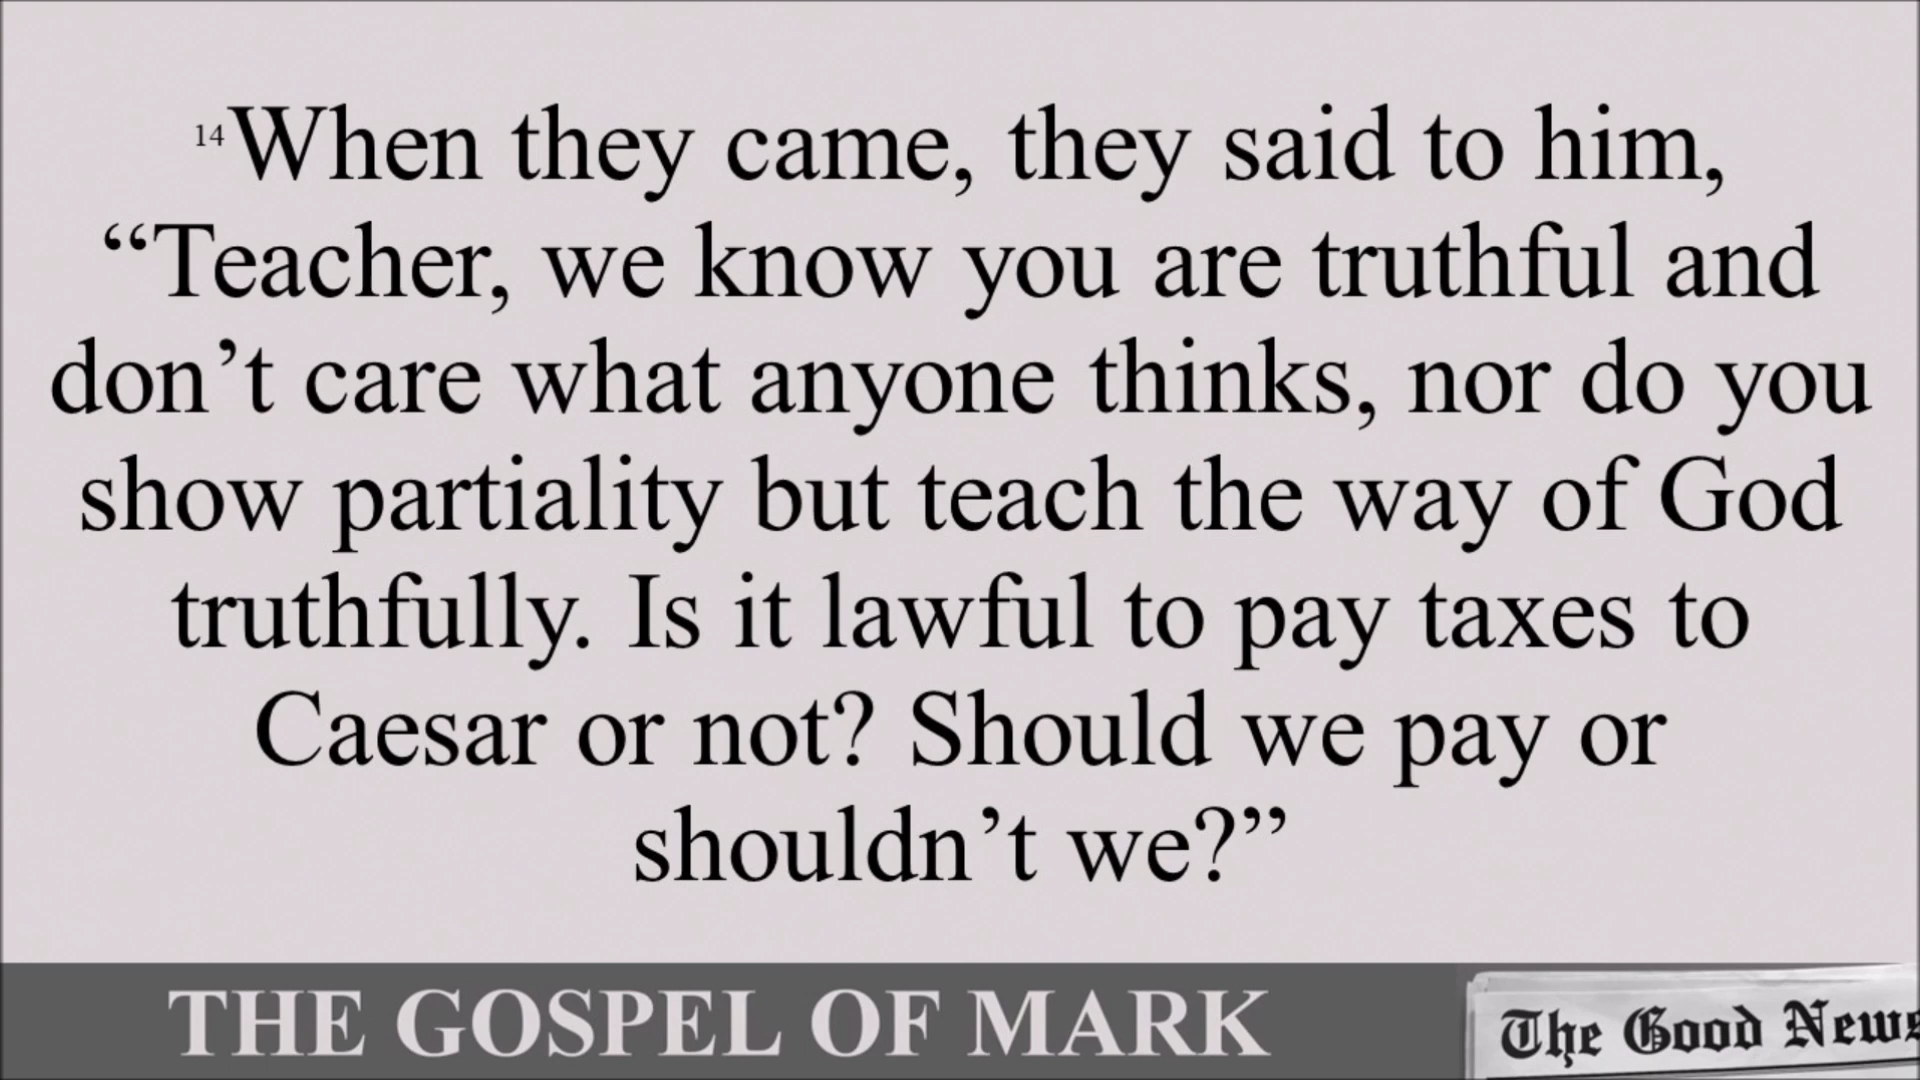 14When they came, they said to him,
“Teacher, we know you are truthful and
don’t care what anyone thinks, nor do you
show partiality but teach the way of God
truthfully. Is it lawful to pay taxes to
Caesar or not? Should we pay or
shouldn’t we?”
THE GOSPEL OF MARK
The Good News